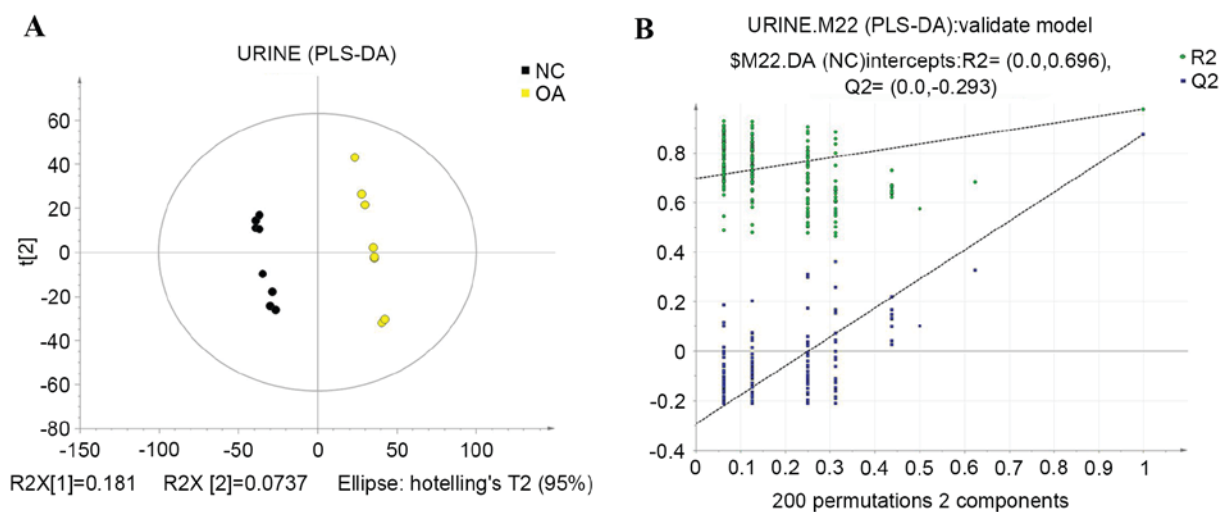 A
URINE (PLS-DA)
NC
OA
60
40
20
0
-20
-40
-60
-80
t[2]
-150
-100
-50
0
50
100
R2X[1]=0.181 R2X [2]=0.0737 Ellipse: hotelling's T2 (95%)
B
URINE.M22 (PLS-DA):validate model
$M22.DA (NC)intercepts:R2= (0.0,0.696),
Q2= (0.0,-0.293)
R2
Q2
0.8
0.6
0.4
0.2
0
-0.2
-0.4
0
0.1
0.2
0.3
0.4
0.5
0.6
0.7
0.8
0.9
1
200 permutations 2 components